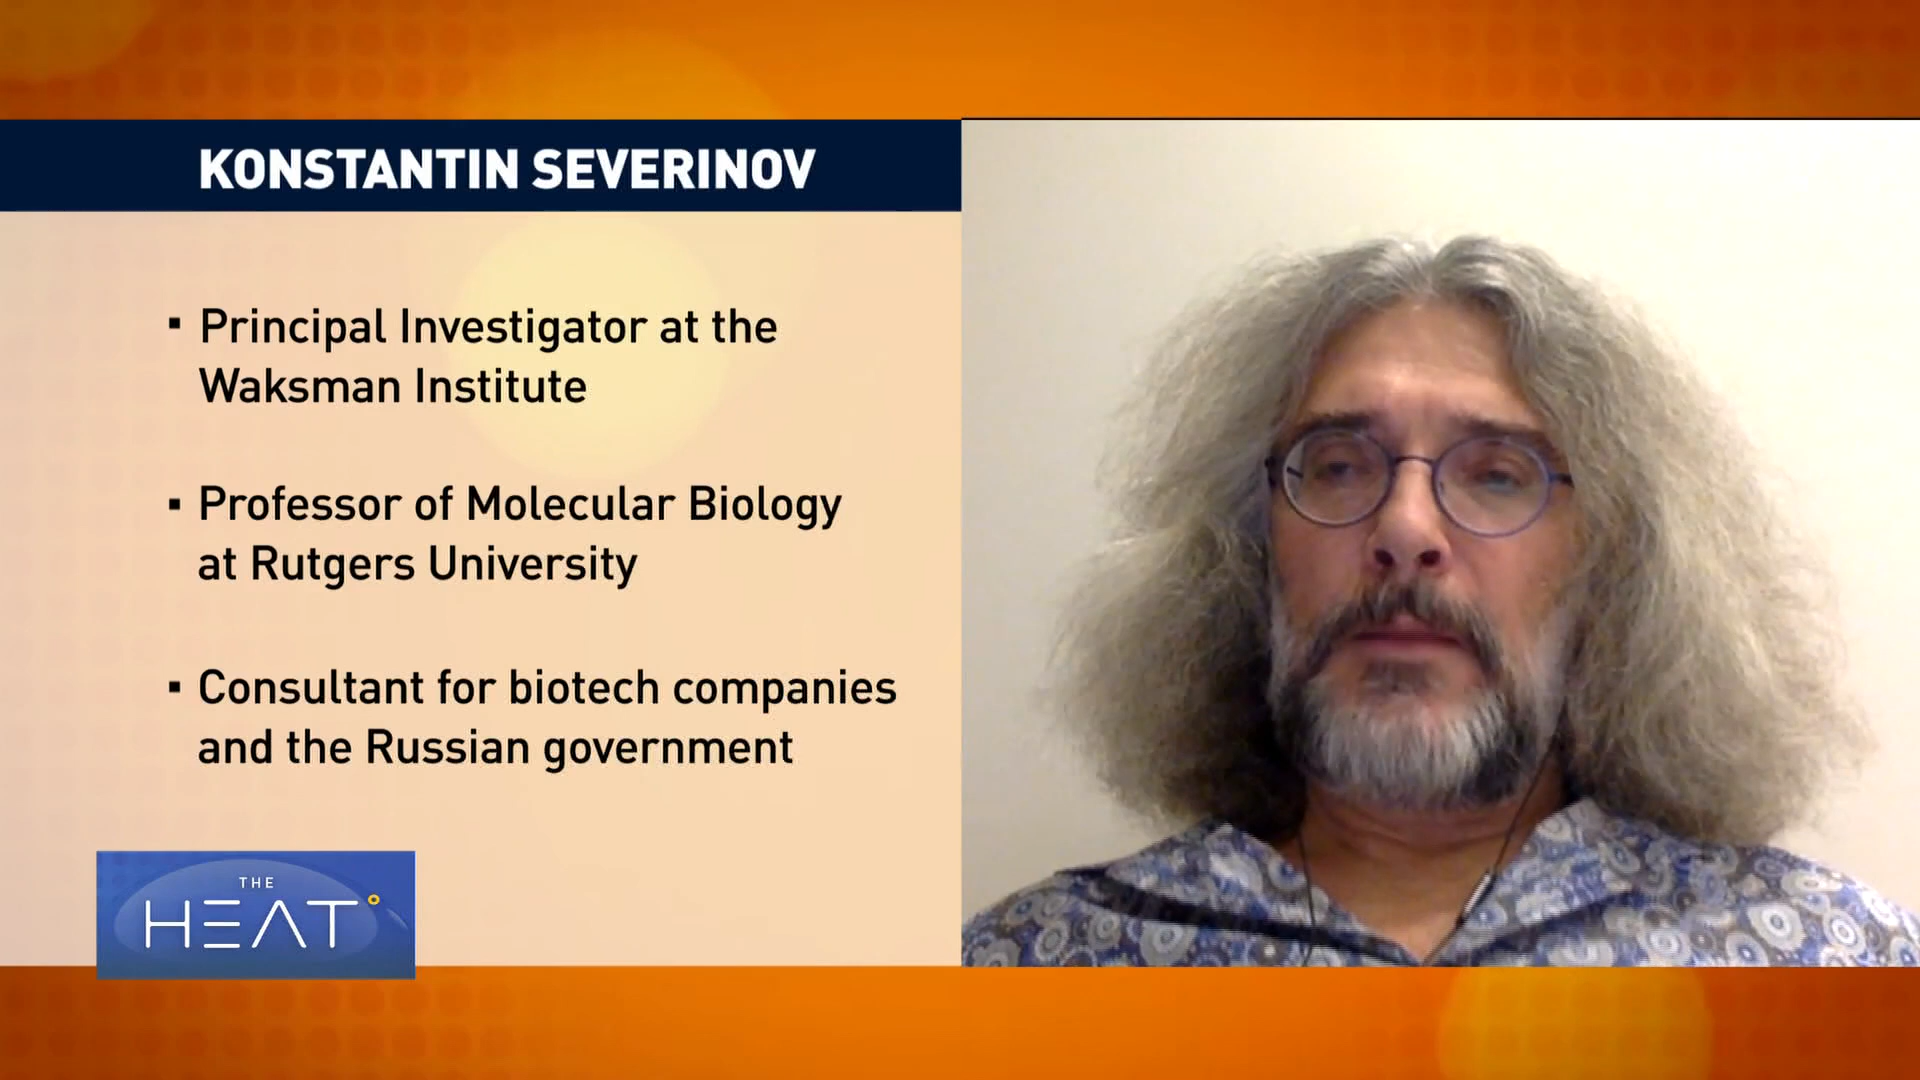 KONSTANTIN SEVERINOV
▪ Principal Investigator at the
Waksman Institute
▪ Professor of Molecular Biology
at Rutgers University
▪ Consultant for biotech companies
and the Russian government
THE
HEAT°